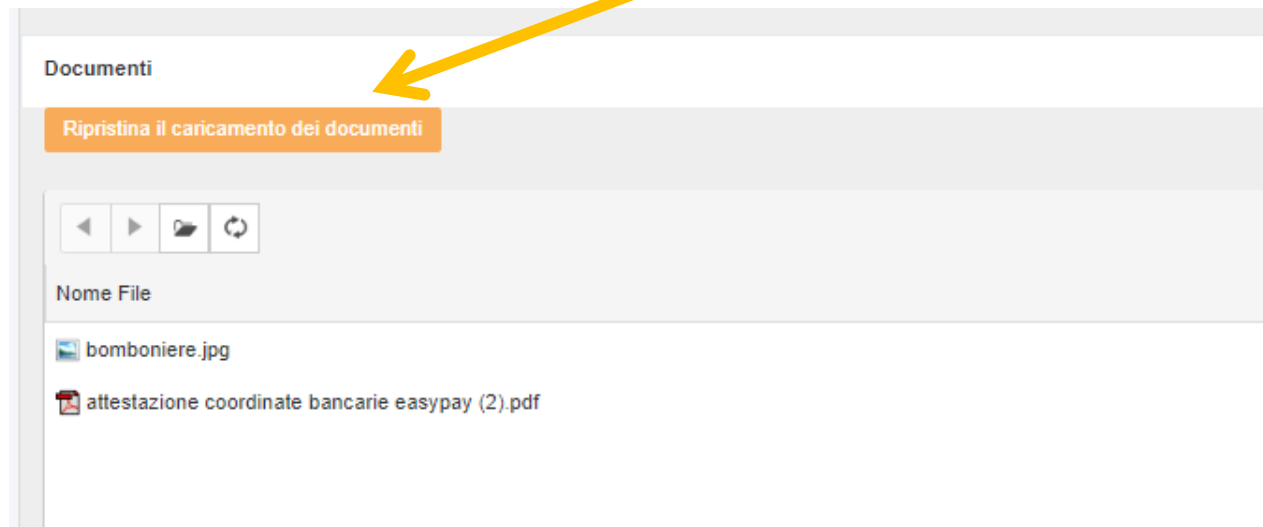 Documenti
Ripristina il caricamento dei documenti
Nome File
bomboniere.jpg
attestazione coordinate bancarie easypay (2).pdf